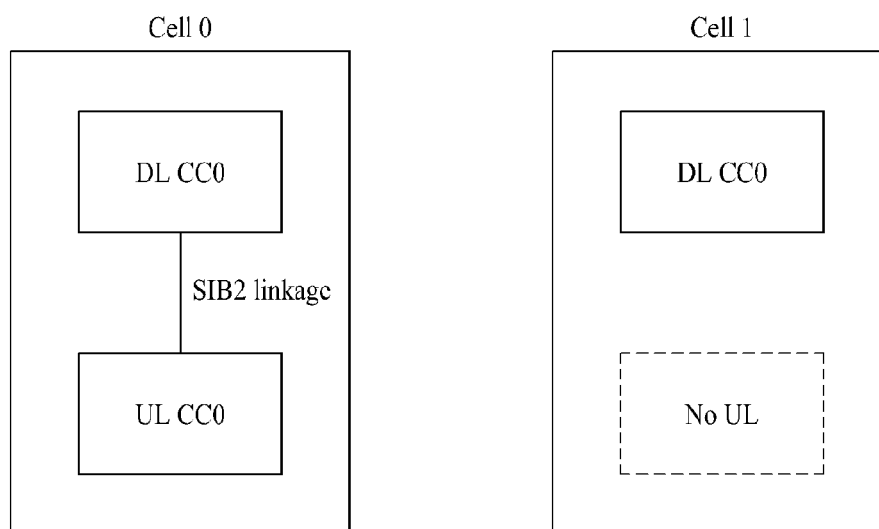 Cell 0
Cell 1
DL CC0
DL CC0
SIB2 linkage
UL CC0
No UL